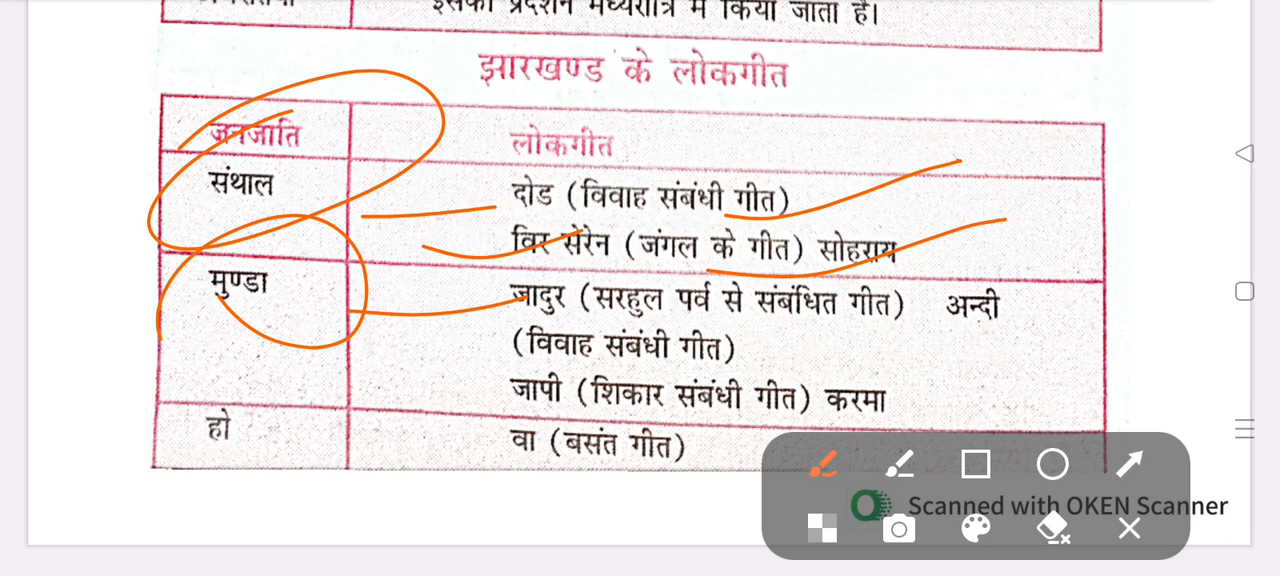 इसका प्रदर्शन मध्यरात्रि में किया जाता है।
झारखण्ड के लोकगीत
जनजाति लोकगीत
संथाल दोड (विवाह संबंधी गीत)
विर सेरेन (जंगल के गीत) सोहराय
मुण्डा जादुर (सरहुल पर्व से संबंधित गीत) अन्दी
(विवाह संबंधी गीत)
जापी (शिकार संबंधी गीत) करमा
हो वा (बसंत गीत)
Scanned with OKEN Scanner